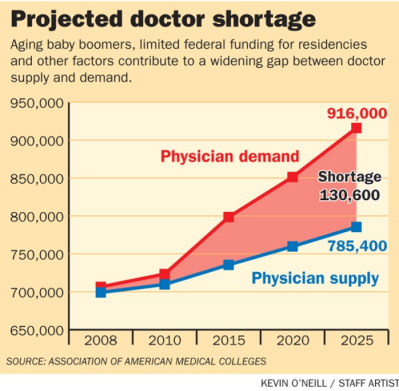 Projected doctor shortage
Aging baby boomers, limited federal funding for residencies
and other factors contribute to a widening gap between doctor
supply and demand.
950,000
916,000
900,000
Physician demand
850,000
Shortage
130,600
800,000
785,400
750,000
Physician supply
700,000
650,000
2008 2010 2015 2020 2025
SOURCE: ASSOCIATION OF AMERICAN MEDICAL COLLEGES
KEVIN O'NEILL / STAFF ARTIST